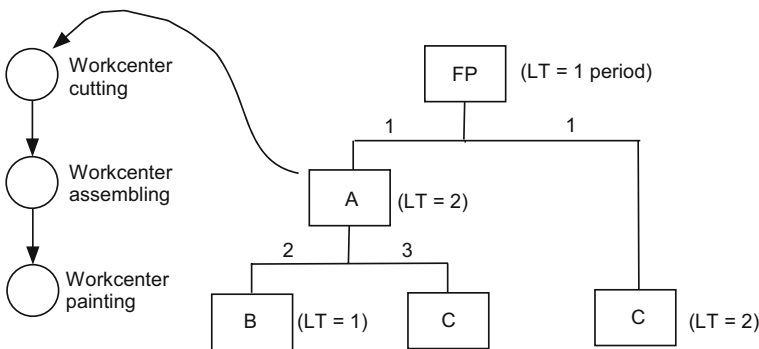 Workcenter
cutting
FP
(LT = 1 period)
1
1
Workcenter
assembling
A
(LT = 2)
2
3
Workcenter
painting
B
(LT = 1)
C
C
(LT = 2)